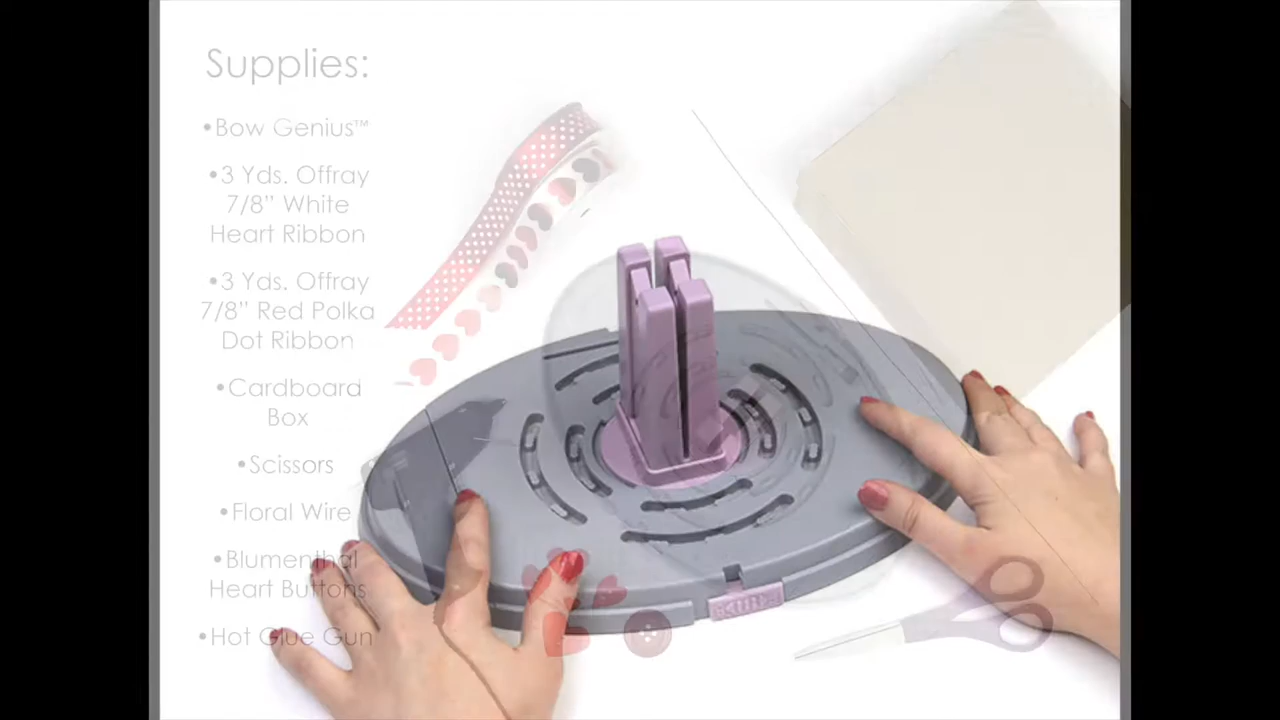 Supplies:
•Bow Genius™
•3 Yds. Offray
7/8” White
Heart Ribbon
•3 Yds. Offray
7/8” Red Polka
Dot Ribbon
•Cardboard
Box
•Scissors
•Floral Wire
•Blumenthal
Heart Buttons
•Hot Glue Gun